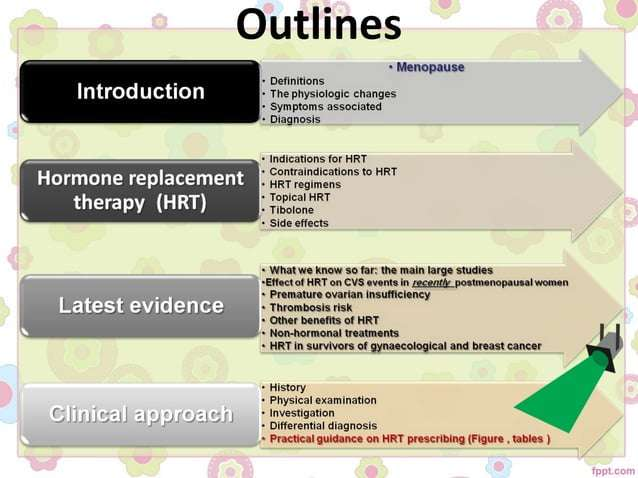 Outlines
Introduction
• Menopause
• Definitions
• The physiologic changes
• Symptoms associated
• Diagnosis
Hormone replacement
therapy (HRT)
• Indications for HRT
• Contraindications to HRT
• HRT regimens
• Topical HRT
• Tibolone
• Side effects
Latest evidence
• What we know so far: the main large studies
•Effect of HRT on CVS events in recently postmenopausal women
• Premature ovarian insufficiency
• Thrombosis risk
• Other benefits of HRT
• Non-hormonal treatments
• HRT in survivors of gynaecological and breast cancer
Clinical approach
• History
• Physical examination
• Investigation
• Differential diagnosis
• Practical guidance on HRT prescribing (Figure , tables )
fppt.com